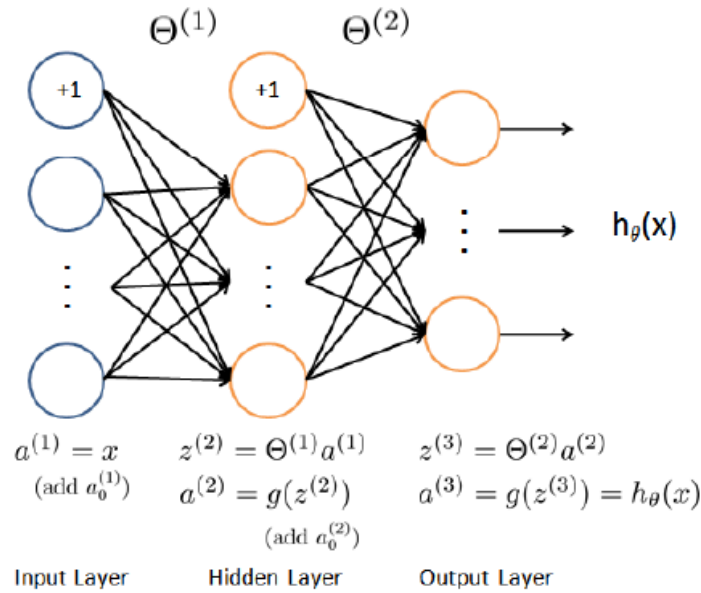 Θ^(1) Θ^(2)
+1 +1
h_θ(x)
a^(1) = x z^(2) = Θ^(1)a^(1) z^(3) = Θ^(2)a^(2)
(add a_0^(1)) a^(2) = g(z^(2)) a^(3) = g(z^(3)) = h_θ(x)
(add a_0^(2))
Input Layer Hidden Layer Output Layer